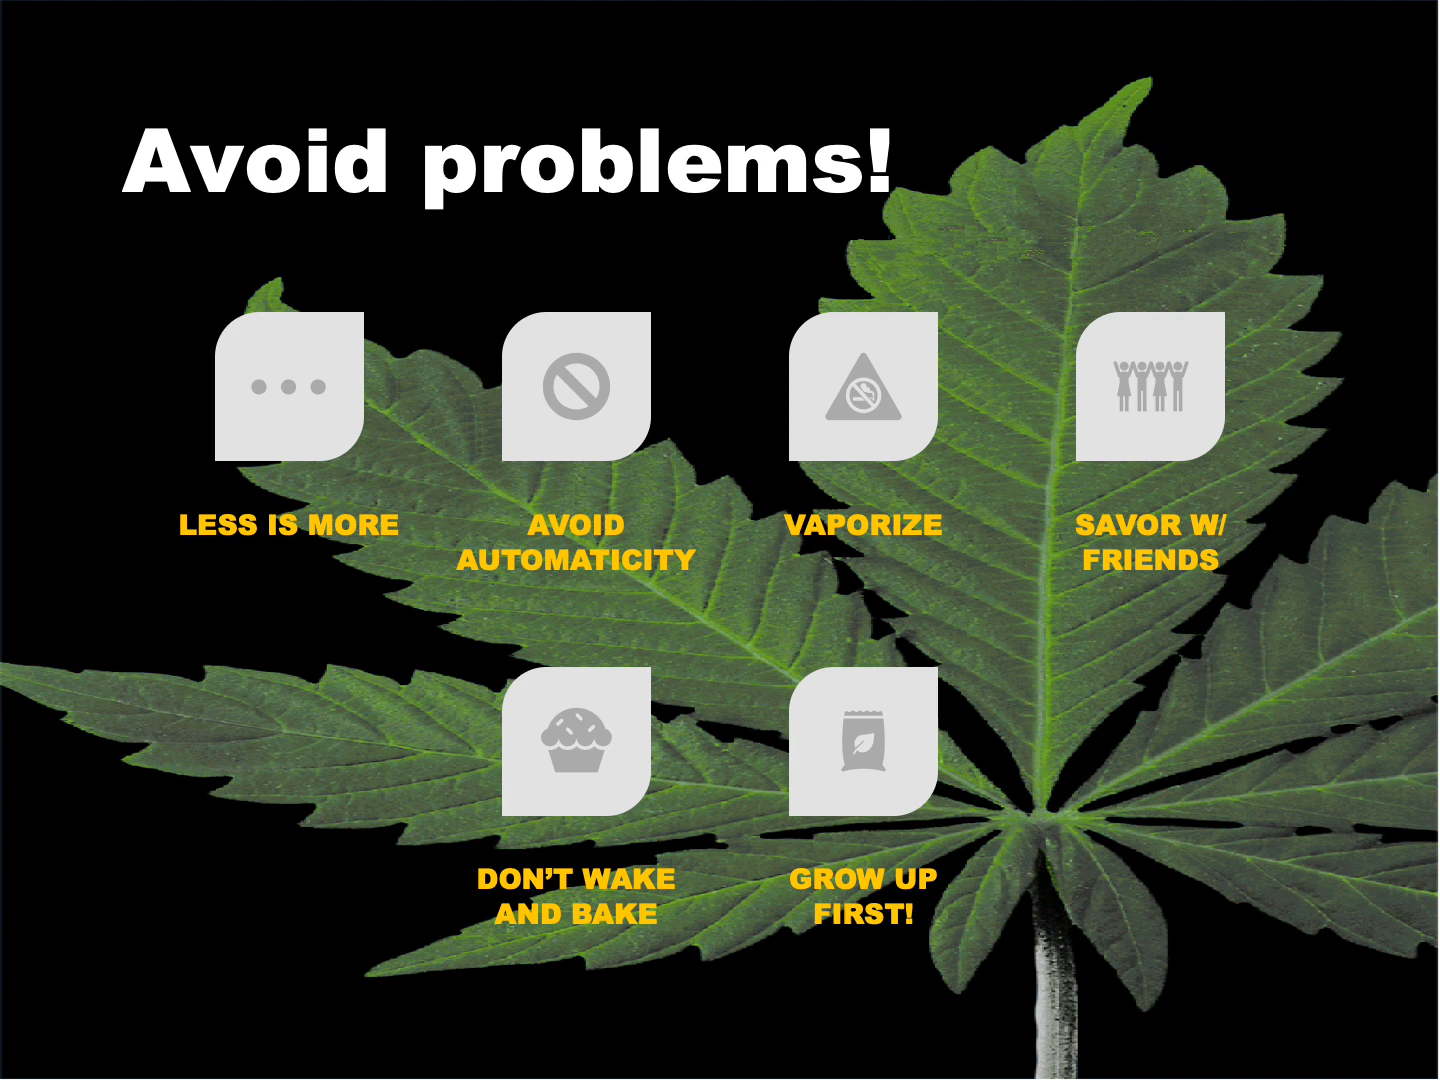 Avoid problems!
LESS IS MORE
AVOID
AUTOMATICITY
VAPORIZE
SAVOR W/
FRIENDS
DON’T WAKE
AND BAKE
GROW UP
FIRST!